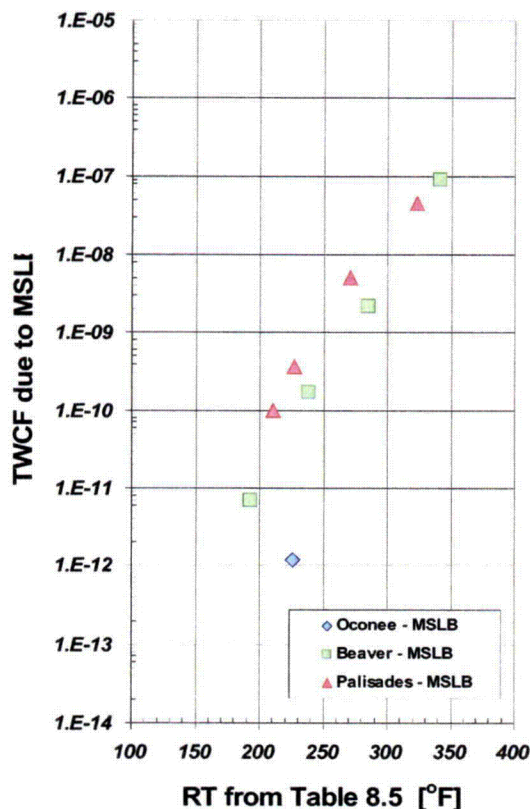 TWCF due to MSLE
1.E-05
1.E-06
1.E-07
1.E-08
1.E-09
1.E-10
1.E-11
1.E-12
1.E-13
1.E-14
Oconee - MSLB
Beaver - MSLB
Palisades - MSLB
100 150 200 250 300 350 400
RT from Table 8.5 [°F]